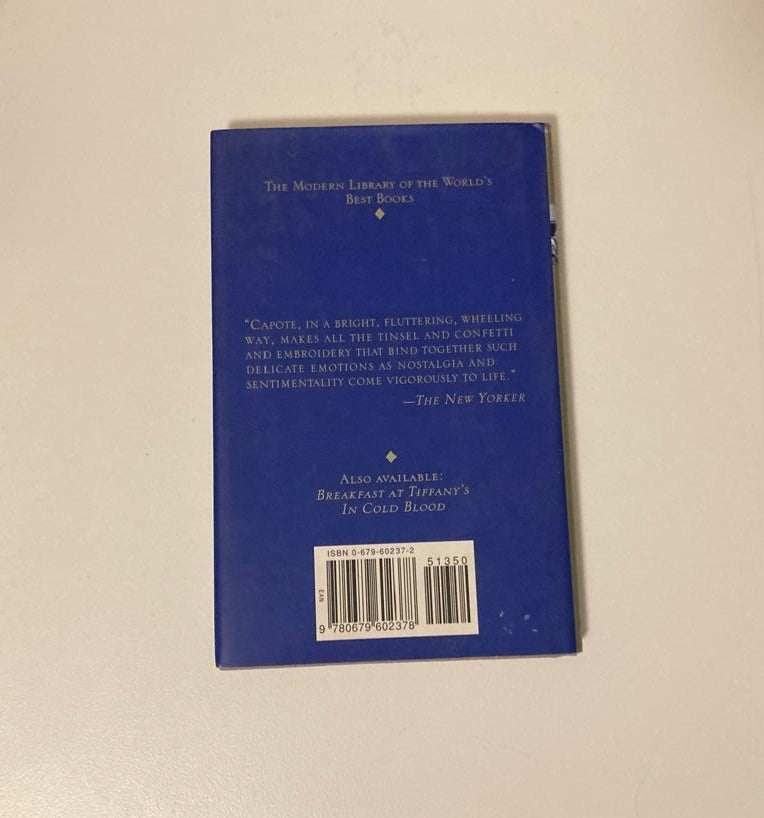 The Modern Library of the World's
Best Books
"Capote, in a bright, fluttering, wheeling
way, makes all the tinsel and confetti
and embroidery that bind together such
delicate emotions as nostalgia and
sentimentality come vigorously to life."
—The New Yorker
Also available:
Breakfast at Tiffany's
In Cold Blood
ISBN 0-679-60237-2
51350
EAN
9 780679 602378